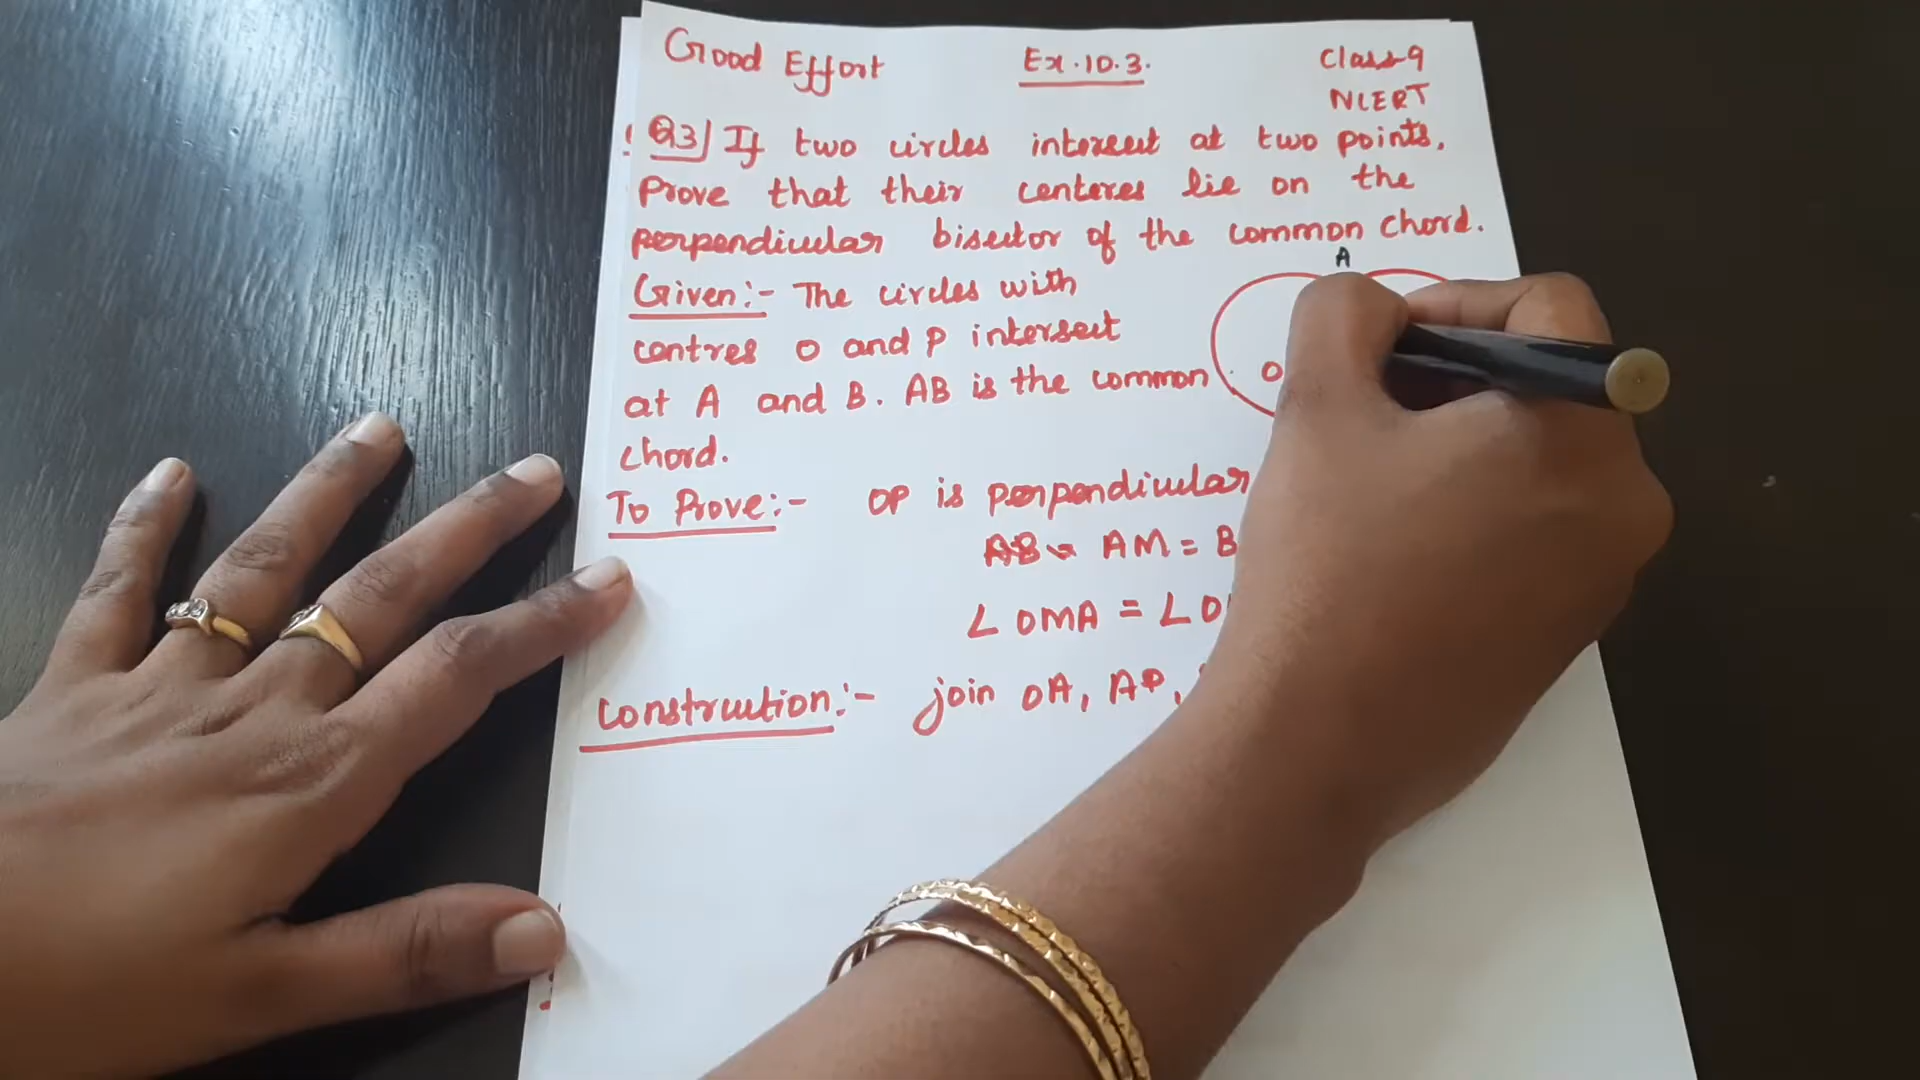 Good Effort Ex.10.3. Class-9
NCERT
Q3) If two circles intersect at two points,
Prove that their centeres lie on the
perpendicular bisector of the common chord.
A
Given:- The circles with
centres O and P intersect
O
at A and B. AB is the common
chord.
To Prove:- OP is perpendicular
AM = B
∠ OMA = ∠ O
Construction:- join OA, AP,